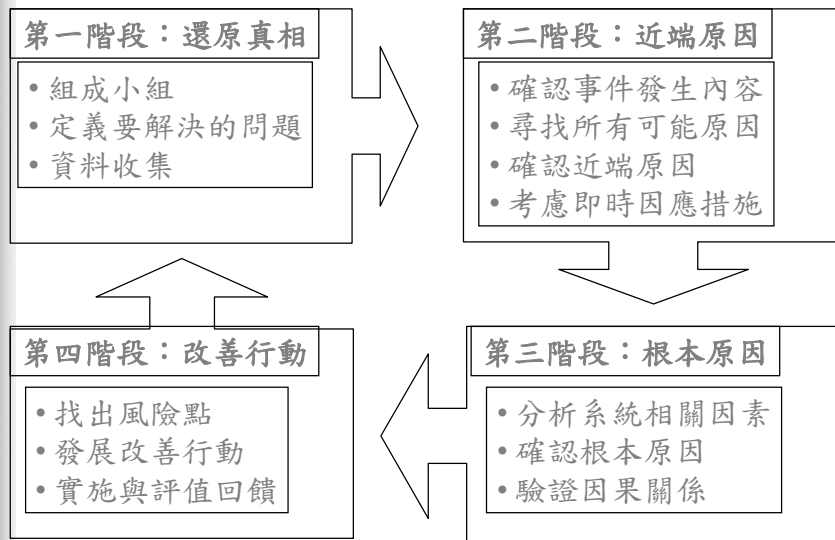 第一階段：還原真相
• 組成小組
• 定義要解決的問題
• 資料收集
第二階段：近端原因
• 確認事件發生內容
• 尋找所有可能原因
• 確認近端原因
• 考慮即時因應措施
第三階段：根本原因
• 分析系統相關因素
• 確認根本原因
• 驗證因果關係
第四階段：改善行動
• 找出風險點
• 發展改善行動
• 實施與評值回饋